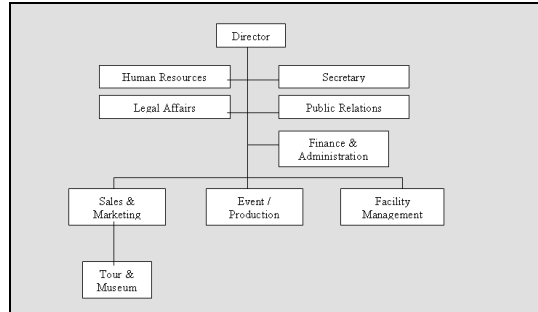 Director
Human Resources
Secretary
Legal Affairs
Public Relations
Finance &
Administration
Sales &
Marketing
Event /
Production
Facility
Management
Tour &
Museum